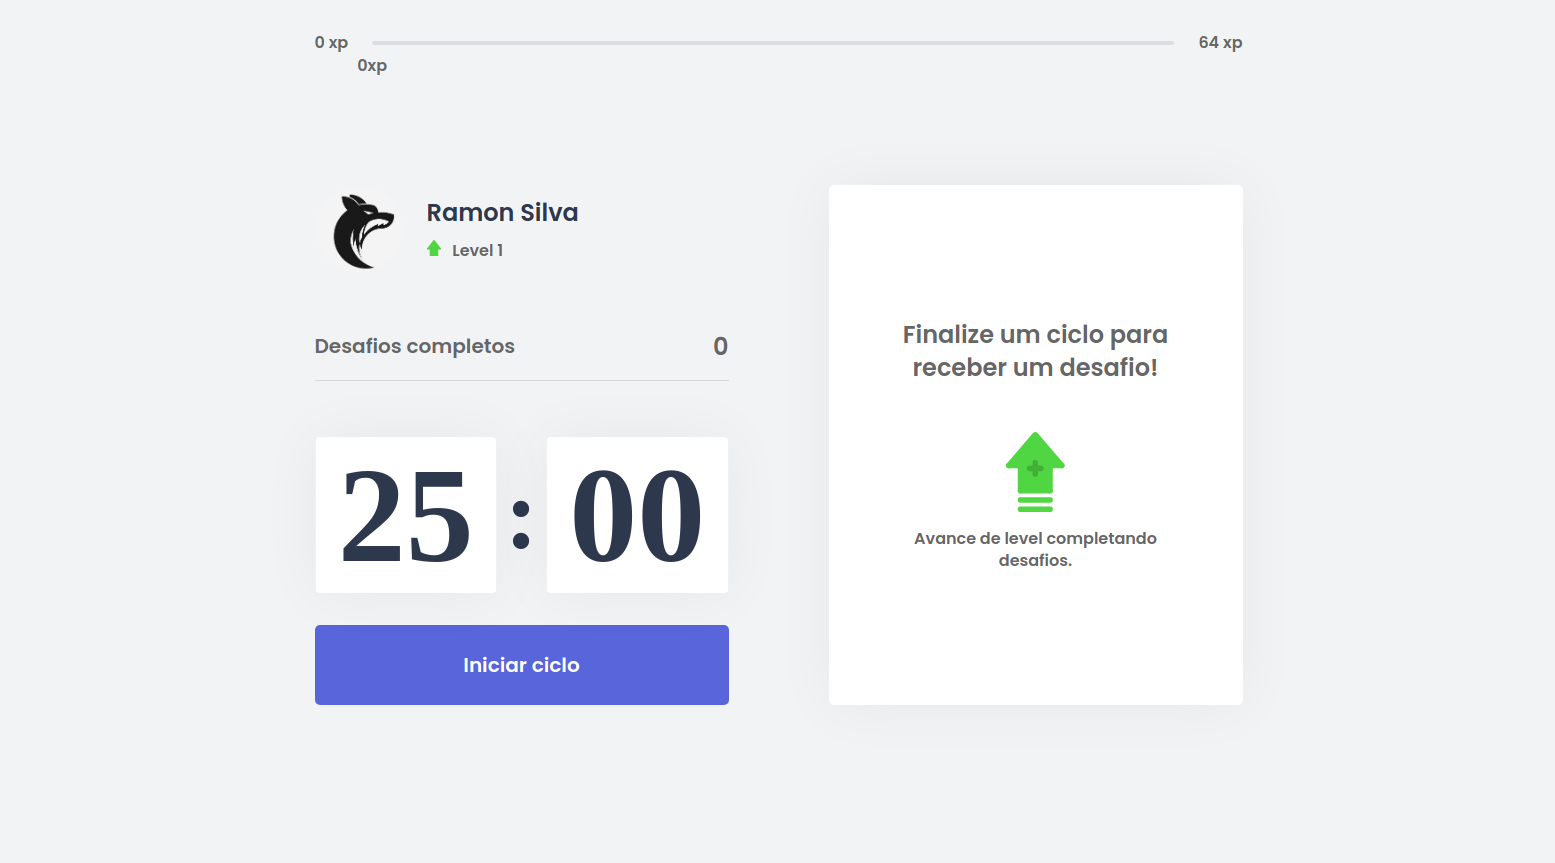 0 xp
64 xp
0xp
Ramon Silva
Level 1
Desafios completos
0
25 : 00
Iniciar ciclo
Finalize um ciclo para
receber um desafio!
Avance de level completando
desafios.